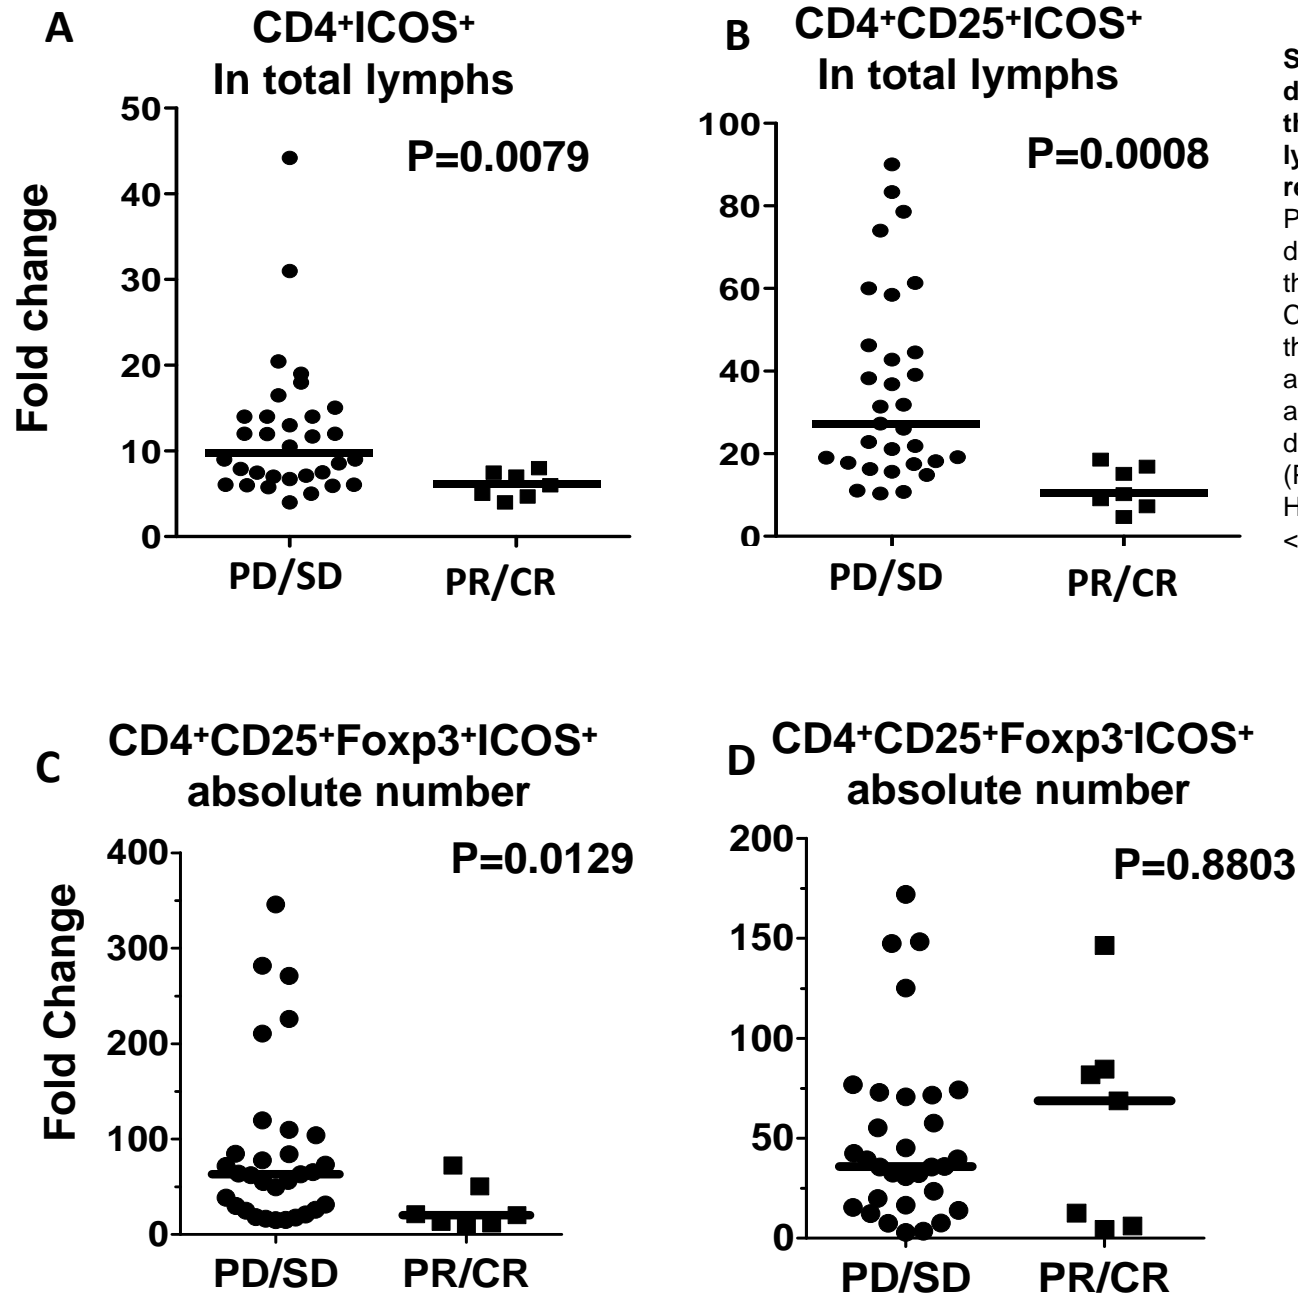 A
CD4⁺ICOS⁺
In total lymphs
P=0.0079
Fold change
50
40
30
20
10
0
PD/SD
PR/CR
B
CD4⁺CD25⁺ICOS⁺
In total lymphs
P=0.0008
100
80
60
40
20
0
PD/SD
PR/CR
C
CD4⁺CD25⁺Foxp3⁺ICOS⁺
absolute number
P=0.0129
Fold Change
400
300
200
100
0
PD/SD
PR/CR
D
CD4⁺CD25⁺Foxp3⁻ICOS⁺
absolute number
P=0.8803
200
150
100
50
0
PD/SD
PR/CR